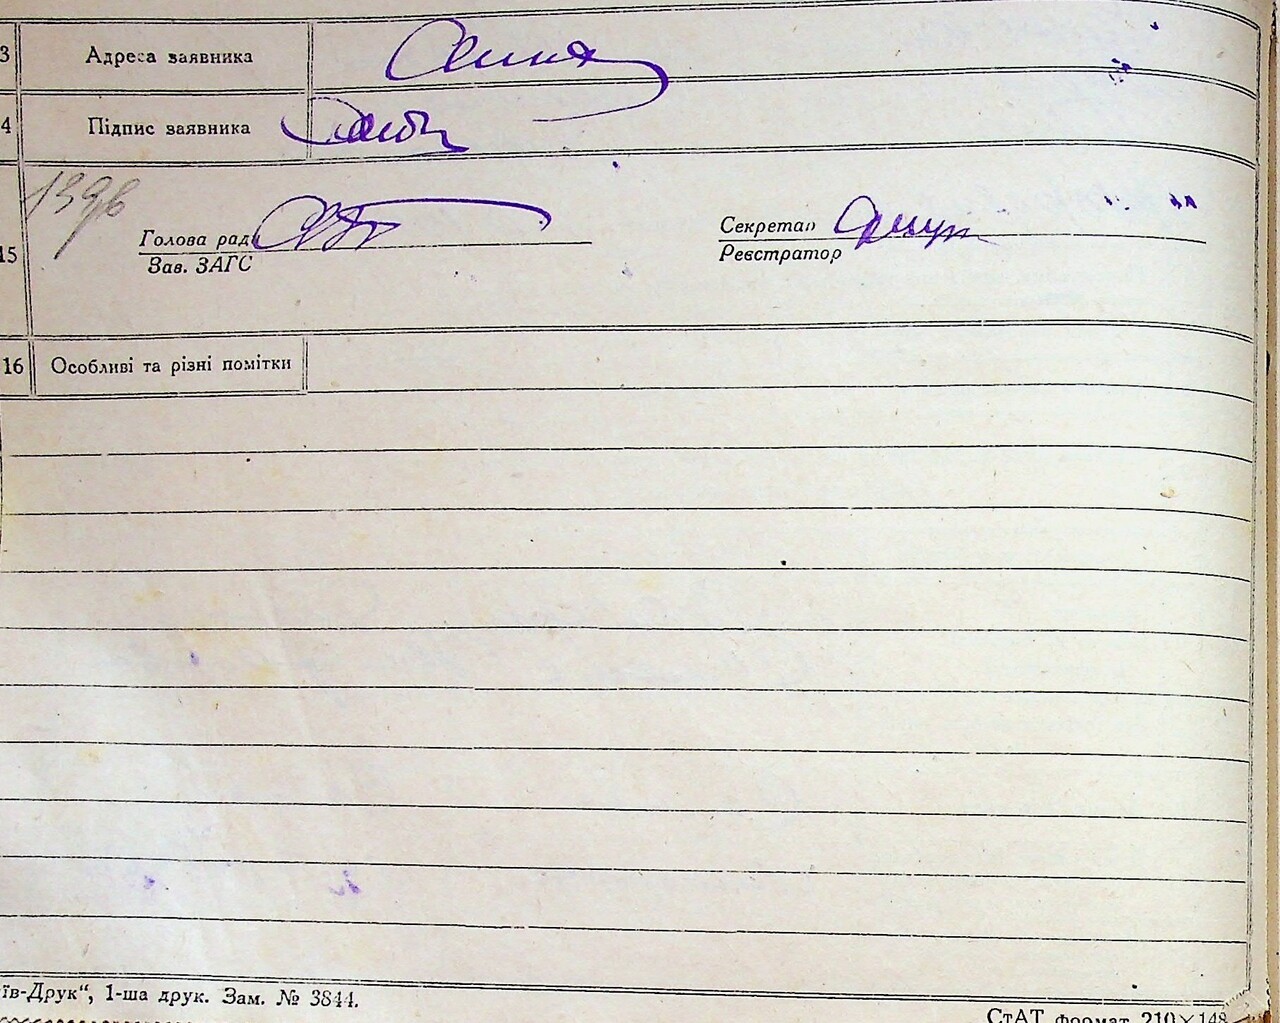 3 Адреса заявника
4 Підпис заявника
1396
15 Голова рад Секретар
Зав. ЗАГС Реєстратор
16 Особливі та різні помітки
їв-Друк“, 1-ша друк. Зам. № 3844.
СтАТ формат 210×148